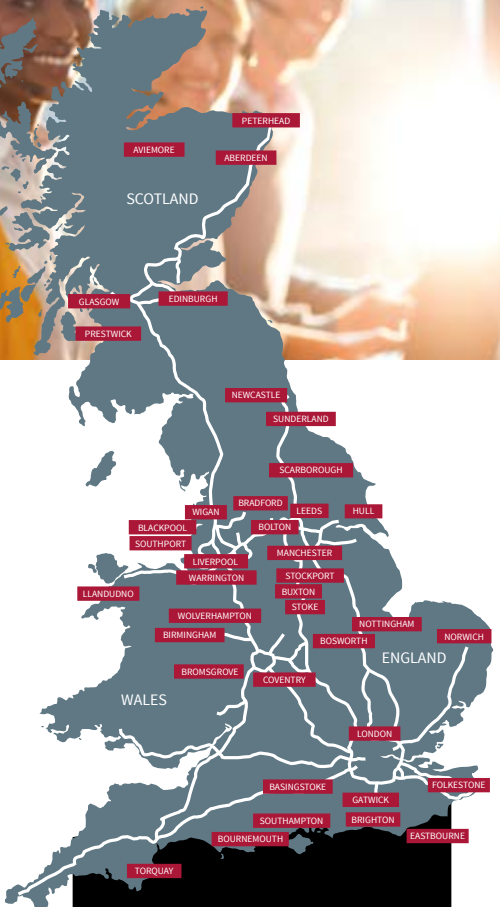 PETERHEAD
AVIEMORE
ABERDEEN
SCOTLAND
GLASGOW
EDINBURGH
PRESTWICK
NEWCASTLE
SUNDERLAND
SCARBOROUGH
BRADFORD
WIGAN
LEEDS
HULL
BLACKPOOL
BOLTON
SOUTHPORT
MANCHESTER
LIVERPOOL
WARRINGTON
STOCKPORT
LLANDUDNO
BUXTON
STOKE
WOLVERHAMPTON
NOTTINGHAM
BIRMINGHAM
BOSWORTH
NORWICH
ENGLAND
BROMSGROVE
COVENTRY
WALES
LONDON
BASINGSTOKE
FOLKESTONE
GATWICK
SOUTHAMPTON
BRIGHTON
BOURNEMOUTH
EASTBOURNE
TORQUAY